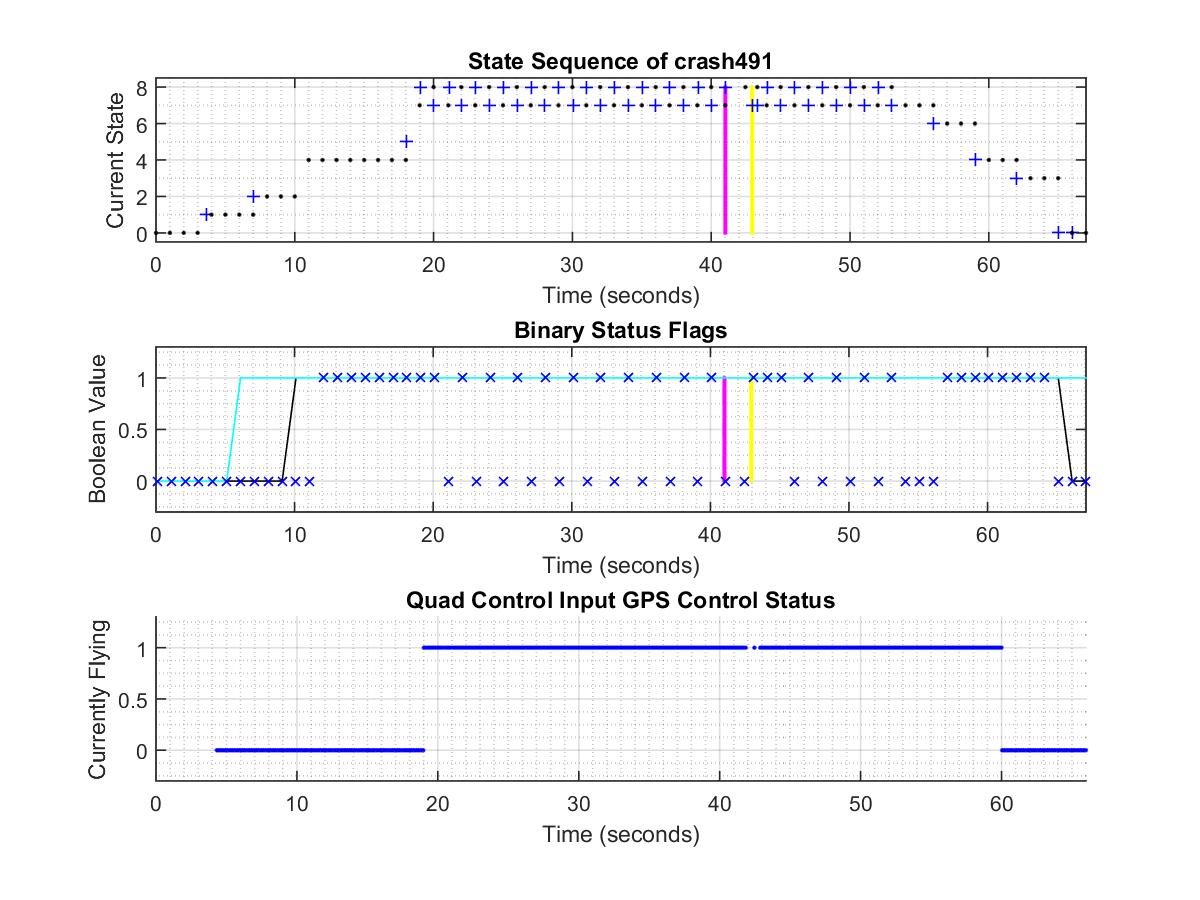 State Sequence of crash491
Current State
8
6
4
2
0
0 10 20 30 40 50 60
Time (seconds)
Binary Status Flags
Boolean Value
1
0.5
0
0 10 20 30 40 50 60
Time (seconds)
Quad Control Input GPS Control Status
Currently Flying
1
0.5
0
0 10 20 30 40 50 60
Time (seconds)